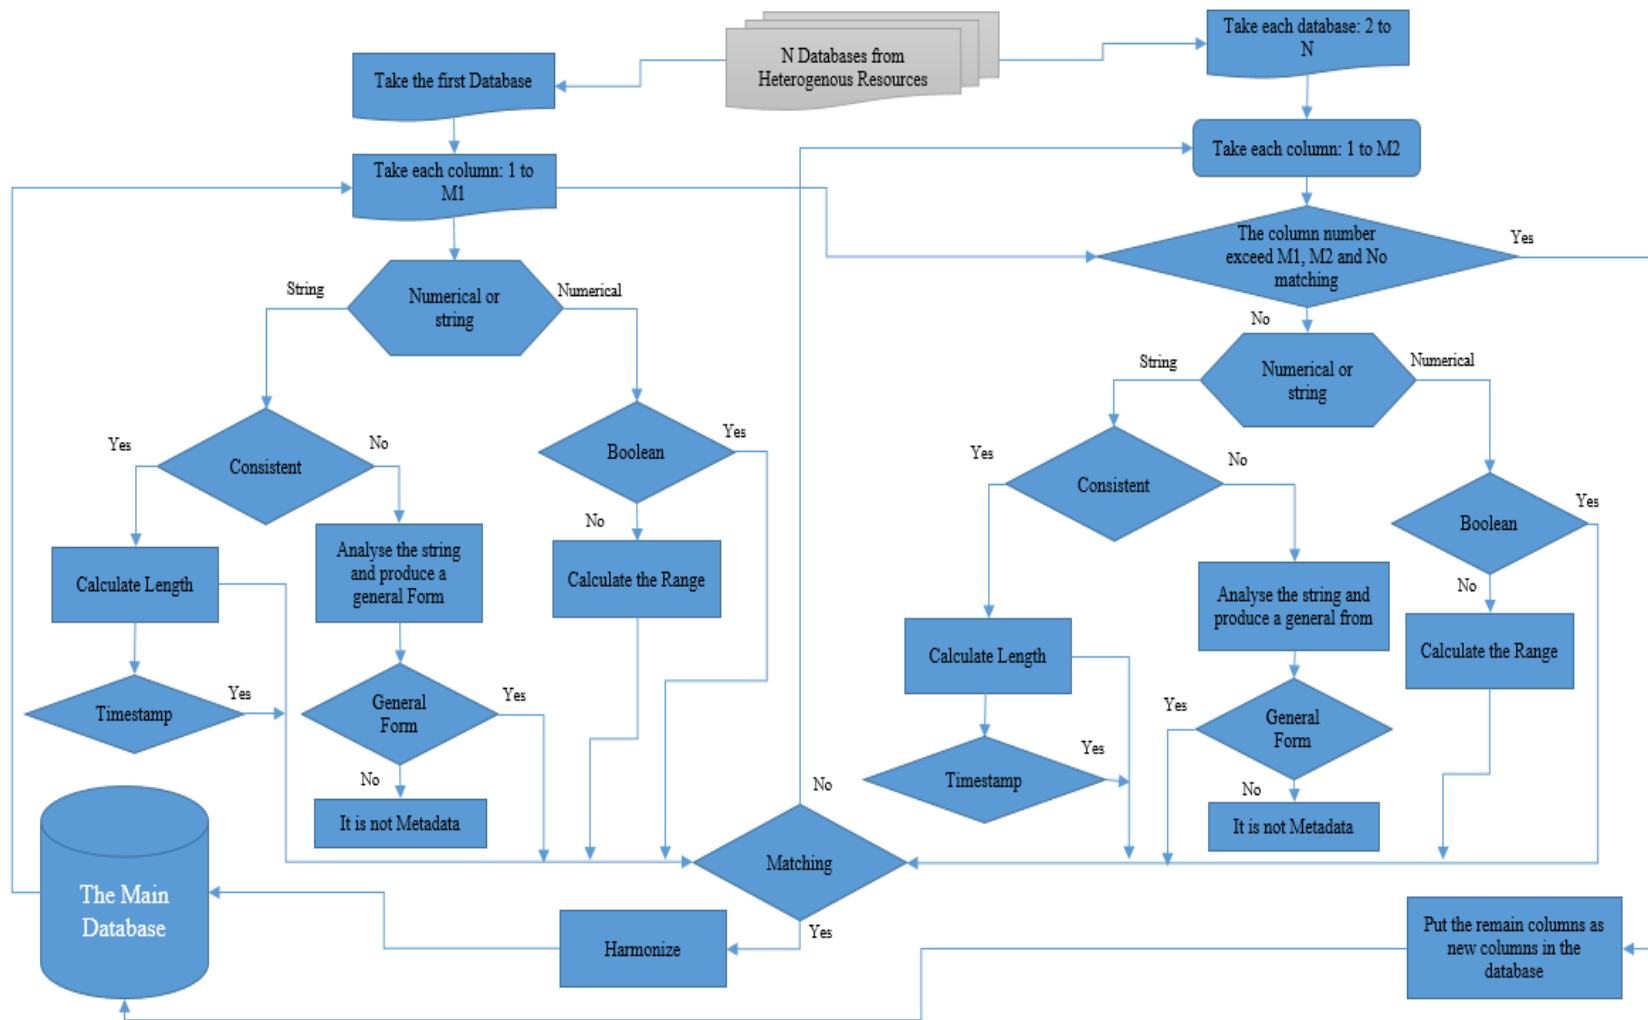 N Databases from
Heterogenous Resources
Take the first Database
Take each column: 1 to
M1
Numerical or
string
String
Numerical
Consistent
Yes
No
Boolean
Yes
No
Calculate Length
Analyse the string
and produce a
general Form
Calculate the Range
Timestamp
Yes
General
Form
Yes
No
It is not Metadata
Take each database: 2 to
N
Take each column: 1 to M2
The column number
exceed M1, M2 and No
matching
Yes
No
Numerical or
string
String
Numerical
Consistent
Yes
No
Boolean
Yes
No
Calculate Length
Analyse the string and
produce a general from
Calculate the Range
Timestamp
Yes
General
Form
Yes
No
It is not Metadata
No
Matching
Yes
Harmonize
The Main
Database
Put the remain columns as
new columns in the
database